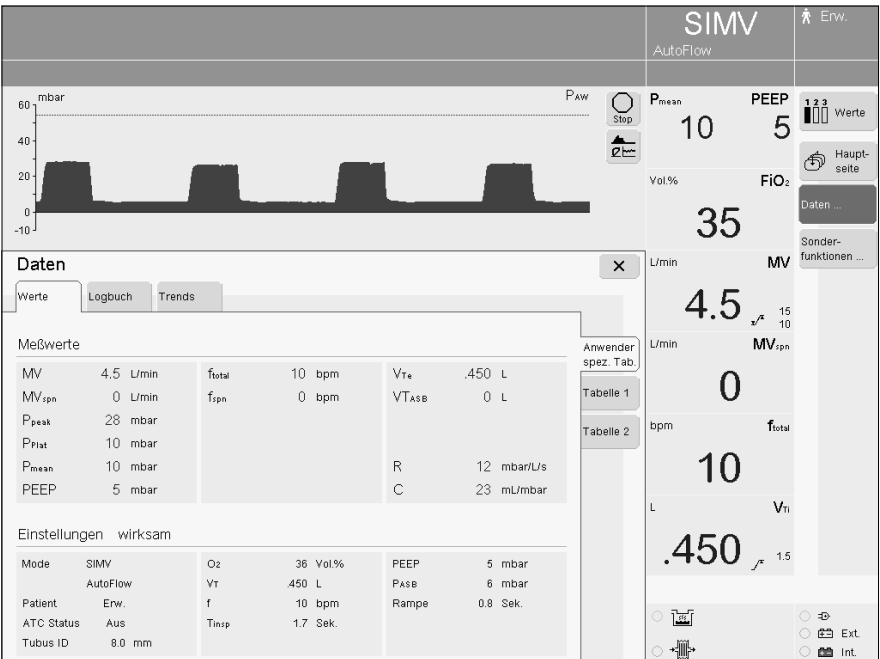 SIMV
AutoFlow
Erw.
mbar
PAW
60
40
20
0
-10
Stop
Pmean PEEP
10 5
Vol.% FiO2
35
L/min MV
4.5 15
10
L/min MVspn
0
bpm ftotal
10
L VTi
.450 1.5
1 2 3
Werte
Haupt-
seite
Daten ...
Sonder-
funktionen ...
Daten
Werte Logbuch Trends
Meßwerte
MV 4.5 L/min ftotal 10 bpm VTe .450 L
MVspn 0 L/min fspn 0 bpm VTASB 0 L
Ppeak 28 mbar
PPlat 10 mbar
Pmean 10 mbar R 12 mbar/L/s
PEEP 5 mbar C 23 mL/mbar
Anwender
spez. Tab.
Tabelle 1
Tabelle 2
Einstellungen wirksam
Mode SIMV O2 36 Vol.% PEEP 5 mbar
AutoFlow VT .450 L PASB 6 mbar
Patient Erw. f 10 bpm Rampe 0.8 Sek.
ATC Status Aus Tinsp 1.7 Sek.
Tubus ID 8.0 mm
Ext.
Int.